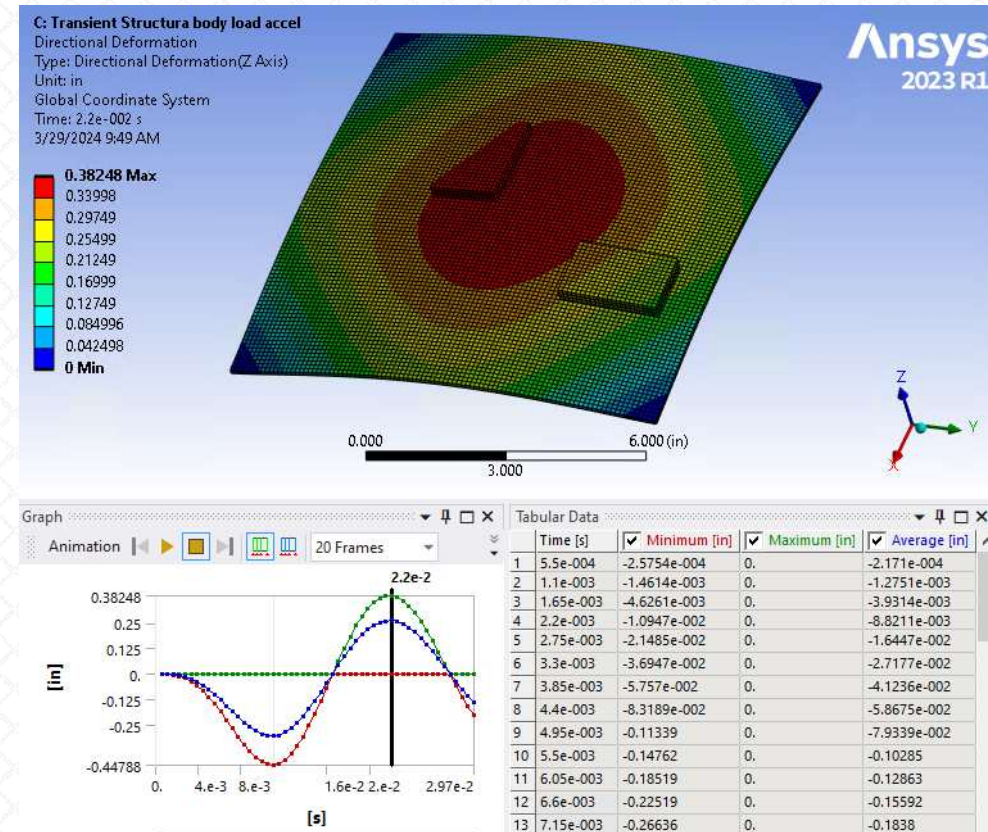 C: Transient Structura body load accel
Directional Deformation
Type: Directional Deformation(Z Axis)
Unit: in
Global Coordinate System
Time: 2.2e-002 s
3/29/2024 9:49 AM
Ansys
2023 R1
0.38248 Max
0.33998
0.29749
0.25499
0.21249
0.16999
0.12749
0.084996
0.042498
0 Min
Z
Y
X
0.000 6.000 (in)
3.000
Graph
Animation 20 Frames
2.2e-2
0.38248
0.25
0.125
0.
-0.125
-0.25
-0.44788
[in]
0. 4.e-3 8.e-3 1.6e-2 2.e-2 2.97e-2
[s]
Tabular Data
Time [s] Minimum [in] Maximum [in] Average [in]
1 5.5e-004 -2.5754e-004 0. -2.171e-004
2 1.1e-003 -1.4614e-003 0. -1.2751e-003
3 1.65e-003 -4.6261e-003 0. -3.9314e-003
4 2.2e-003 -1.0947e-002 0. -8.8211e-003
5 2.75e-003 -2.1485e-002 0. -1.6447e-002
6 3.3e-003 -3.6947e-002 0. -2.7177e-002
7 3.85e-003 -5.757e-002 0. -4.1236e-002
8 4.4e-003 -8.3189e-002 0. -5.8675e-002
9 4.95e-003 -0.11339 0. -7.9339e-002
10 5.5e-003 -0.14762 0. -0.10285
11 6.05e-003 -0.18519 0. -0.12863
12 6.6e-003 -0.22519 0. -0.15592
13 7.15e-003 -0.26636 0. -0.1838